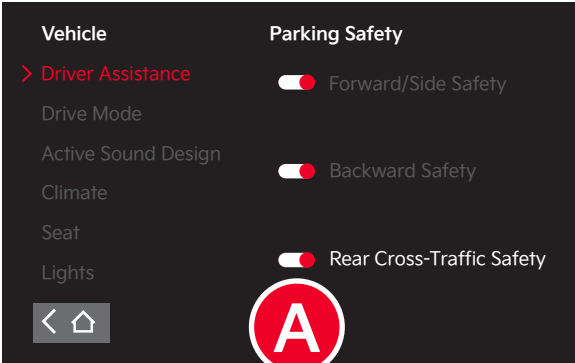 Vehicle
Driver Assistance
Drive Mode
Active Sound Design
Climate
Seat
Lights
Parking Safety
Forward/Side Safety
Backward Safety
Rear Cross-Traffic Safety
A